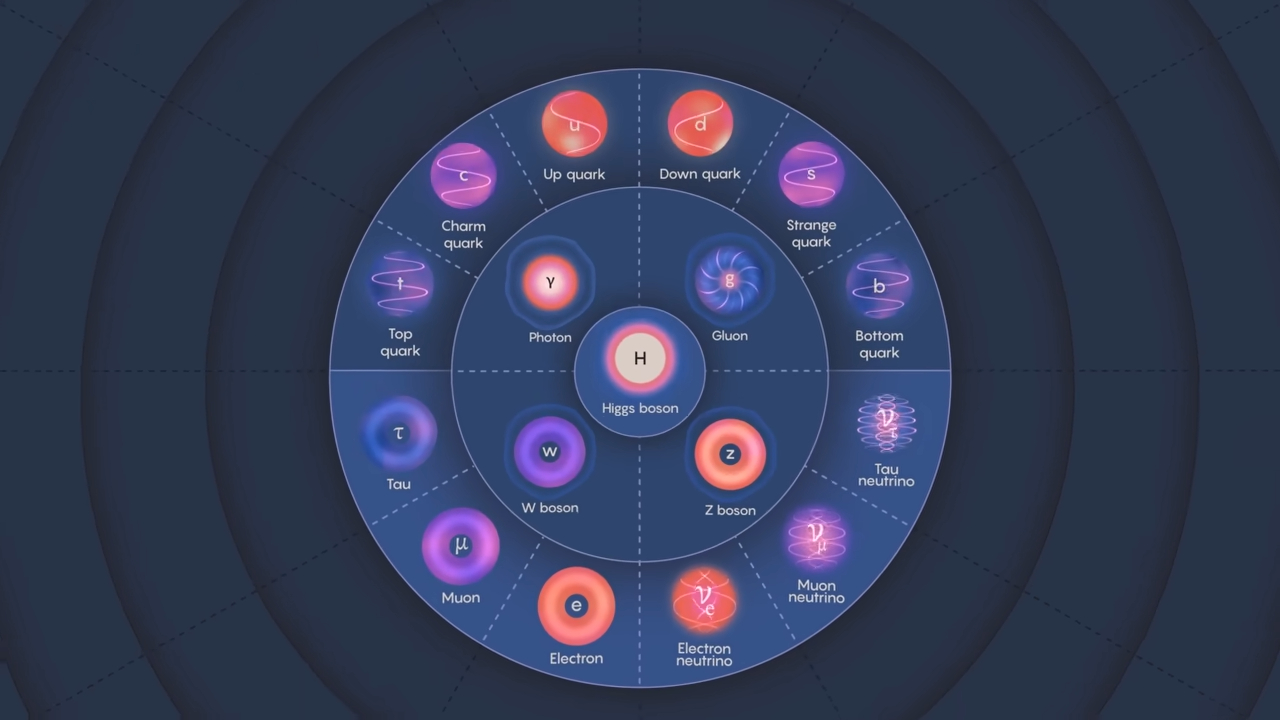 u
Up quark
d
Down quark
c
Charm
quark
s
Strange
quark
t
Top
quark
b
Bottom
quark
γ
Photon
g
Gluon
H
Higgs boson
w
W boson
z
Z boson
τ
Tau
ντ
Tau
neutrino
μ
Muon
νμ
Muon
neutrino
e
Electron
νe
Electron
neutrino